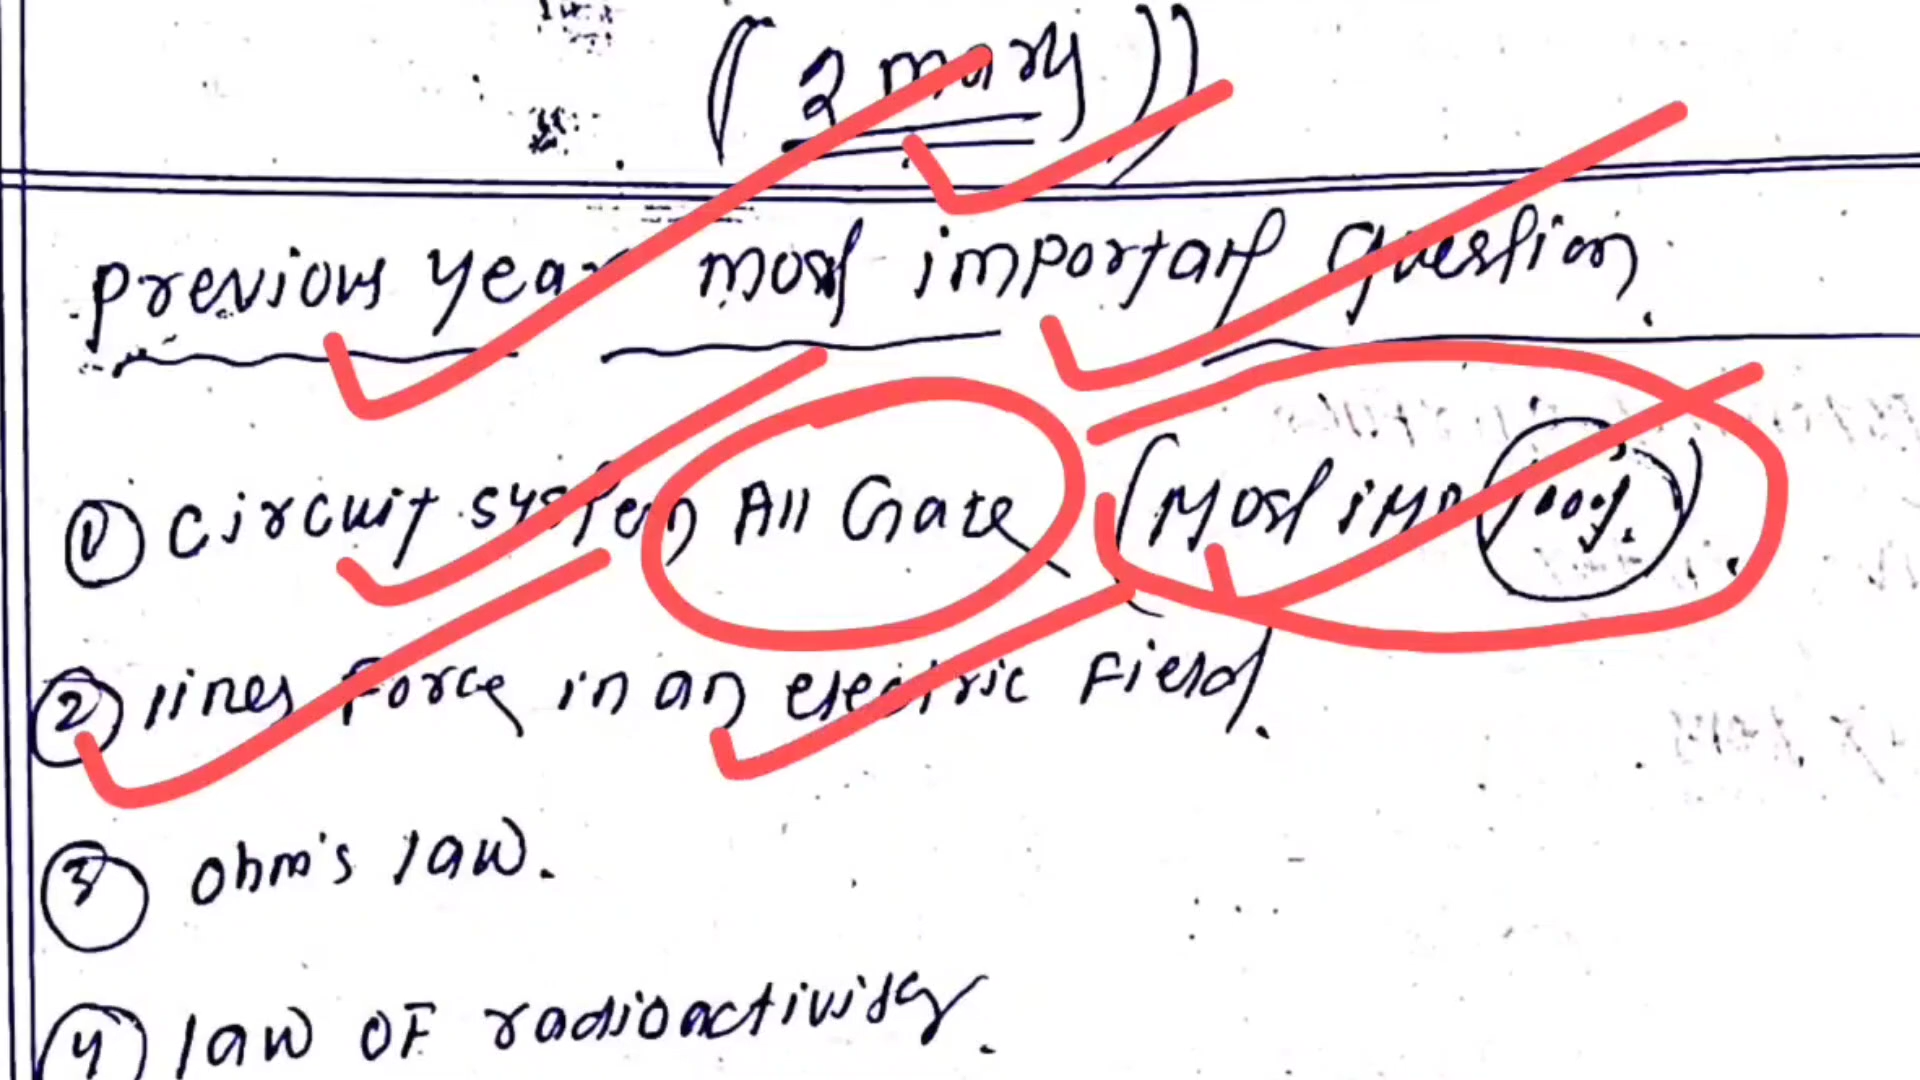 (2 mark))
previous year most important question.
① circuit system All Gate (Most imp 100%)
② lines force in an electric field.
③ ohm's law.
④ law of radioactivity.